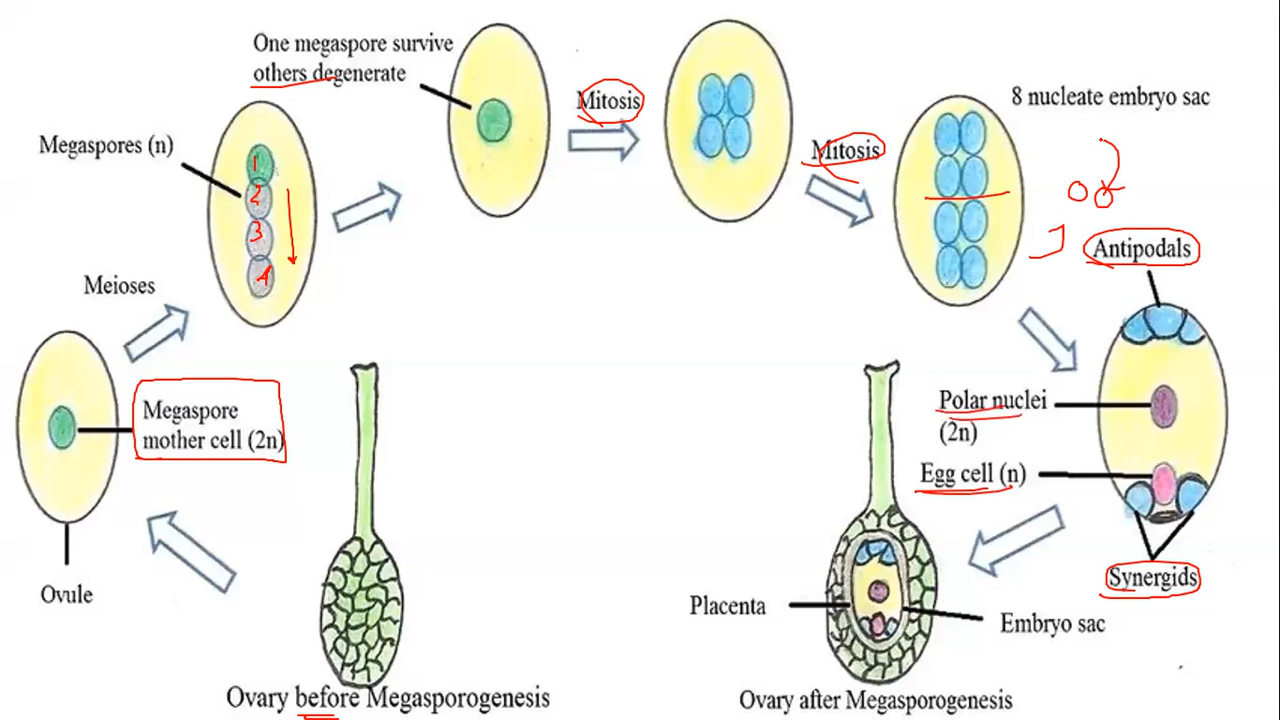 One megaspore survive
others degenerate
Mitosis
8 nucleate embryo sac
Megaspores (n)
1
2
3
4
Mitosis
Meioses
Antipodals
Megaspore
mother cell (2n)
Polar nuclei
(2n)
Egg cell (n)
Synergids
Ovule
Placenta
Embryo sac
Ovary before Megasporogenesis
Ovary after Megasporogenesis